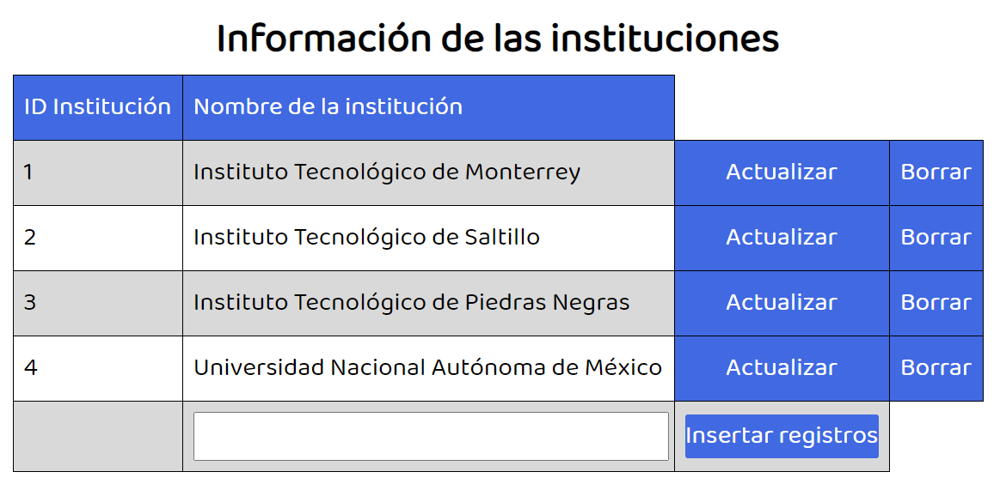 Información de las instituciones
ID Institución Nombre de la institución
1 Instituto Tecnológico de Monterrey Actualizar Borrar
2 Instituto Tecnológico de Saltillo Actualizar Borrar
3 Instituto Tecnológico de Piedras Negras Actualizar Borrar
4 Universidad Nacional Autónoma de México Actualizar Borrar
Insertar registros